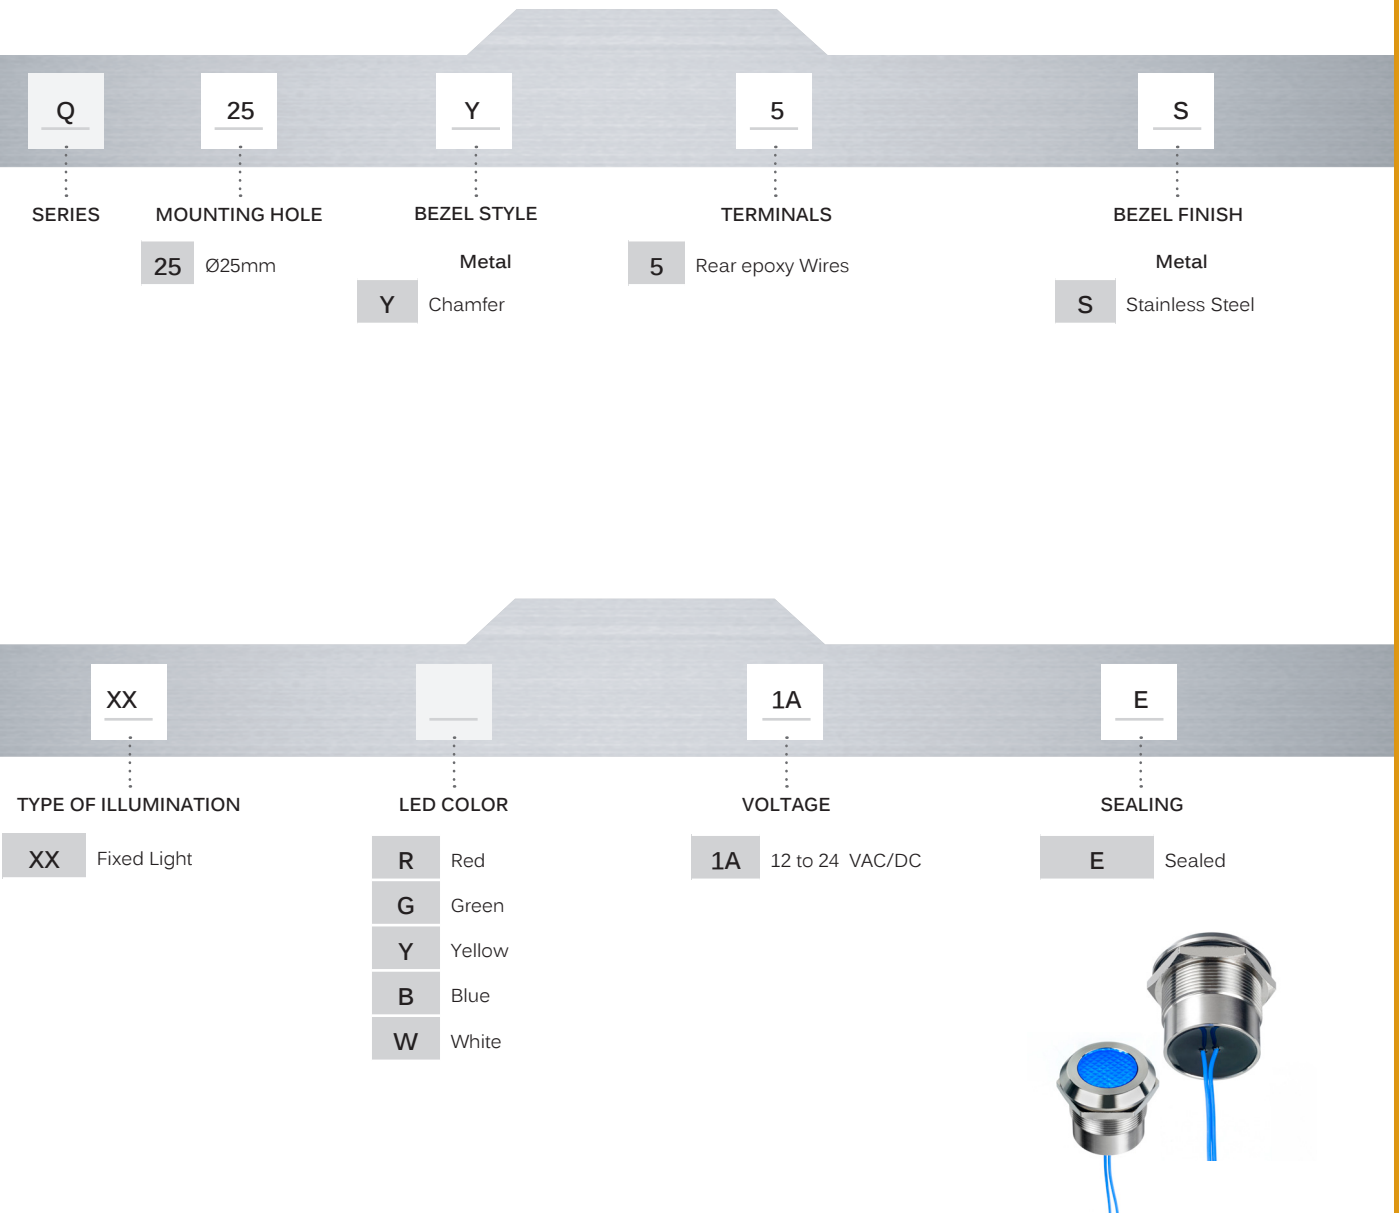 Q 25 Y 5 S
SERIES MOUNTING HOLE BEZEL STYLE TERMINALS BEZEL FINISH
25 Ø25mm Metal 5 Rear epoxy Wires Metal
Y Chamfer S Stainless Steel
XX 1A E
TYPE OF ILLUMINATION LED COLOR VOLTAGE SEALING
XX Fixed Light R Red 1A 12 to 24 VAC/DC E Sealed
G Green
Y Yellow
B Blue
W White